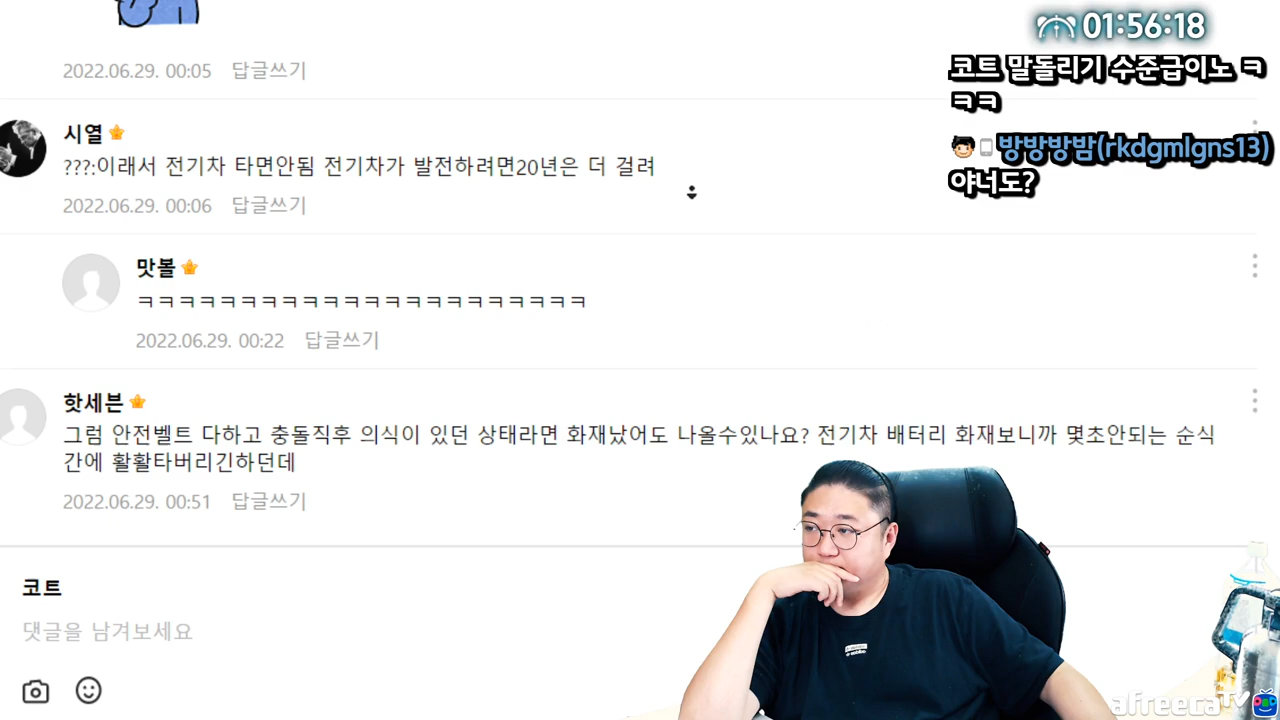 01:56:18
코트 말돌리기 수준급이노 ㅋ
ㅋㅋ
방방방밤(rkdgmlgns13)
야너도?
2022.06.29. 00:05 답글쓰기
시열
???:이래서 전기차 타면안됨 전기차가 발전하려면20년은 더 걸려
2022.06.29. 00:06 답글쓰기
맛볼
ㅋㅋㅋㅋㅋㅋㅋㅋㅋㅋㅋㅋㅋㅋㅋㅋㅋㅋㅋㅋㅋㅋ
2022.06.29. 00:22 답글쓰기
핫세븐
그럼 안전벨트 다하고 충돌직후 의식이 있던 상태라면 화재났어도 나올수있나요? 전기차 배터리 화재보니까 몇초안되는 순식
간에 활활타버리긴하던데
2022.06.29. 00:51 답글쓰기
코트
댓글을 남겨보세요
afreecaTV